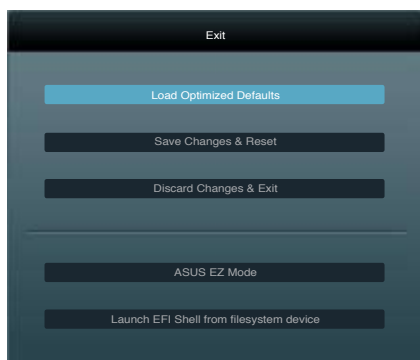 Exit
Load Optimized Defaults
Save Changes & Reset
Discard Changes & Exit
ASUS EZ Mode
Launch EFI Shell from filesystem device